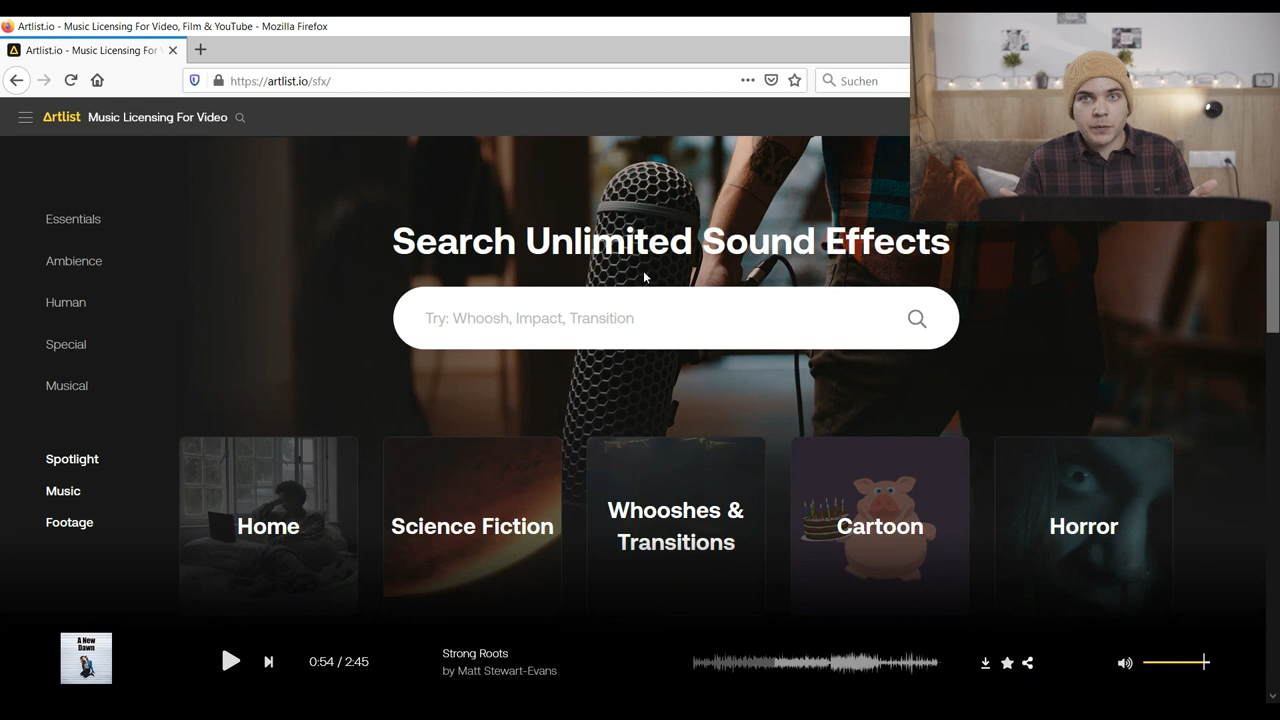 Artlist.io - Music Licensing For Video, Film & YouTube - Mozilla Firefox
Artlist.io - Music Licensing For
https://artlist.io/sfx/
Suchen
Artlist Music Licensing For Video
Essentials
Ambience
Human
Special
Musical
Spotlight
Music
Footage
Search Unlimited Sound Effects
Try: Whoosh, Impact, Transition
Home
Science Fiction
Whooshes &
Transitions
Cartoon
Horror
A New
Dawn
0:54 / 2:45
Strong Roots
by Matt Stewart-Evans